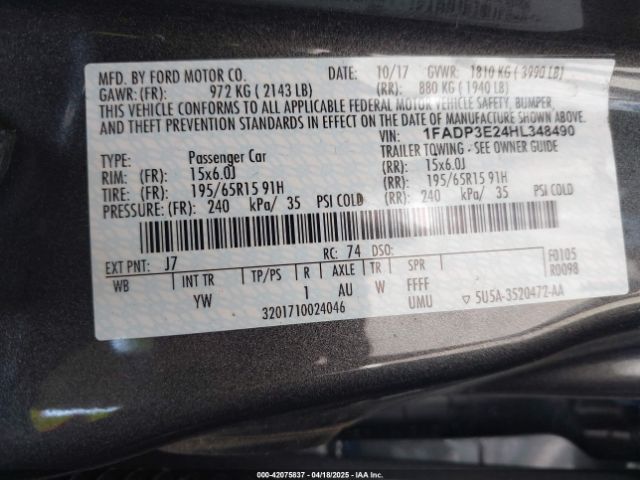 MFD. BY FORD MOTOR CO. DATE: 10/17 GVWR: 1810 KG ( 3990 LB)
GAWR: (FR): 972 KG ( 2143 LB) (RR): 880 KG ( 1940 LB)
THIS VEHICLE CONFORMS TO ALL APPLICABLE FEDERAL MOTOR VEHICLE SAFETY, BUMPER,
AND THEFT PREVENTION STANDARDS IN EFFECT ON THE DATE OF MANUFACTURE SHOWN ABOVE.
VIN: 1FADP3E24HL348490
TYPE: Passenger Car TRAILER TOWING - SEE OWNER GUIDE
RIM: (FR): 15x6.0J (RR): 15x6.0J
TIRE: (FR): 195/65R15 91H (RR): 195/65R15 91H
PRESSURE: (FR): 240 kPa/ 35 PSI COLD (RR): 240 kPa/ 35 PSI COLD
EXT PNT: J7 RC: 74 DSO: F0105
WB INT TR TP/PS R AXLE TR SPR R0098
YW 1 AU W FFFF
3201710024046 UMU ▽ 5U5A-3520472-AA
000-42075837 - 04/18/2025 - IAA Corp.